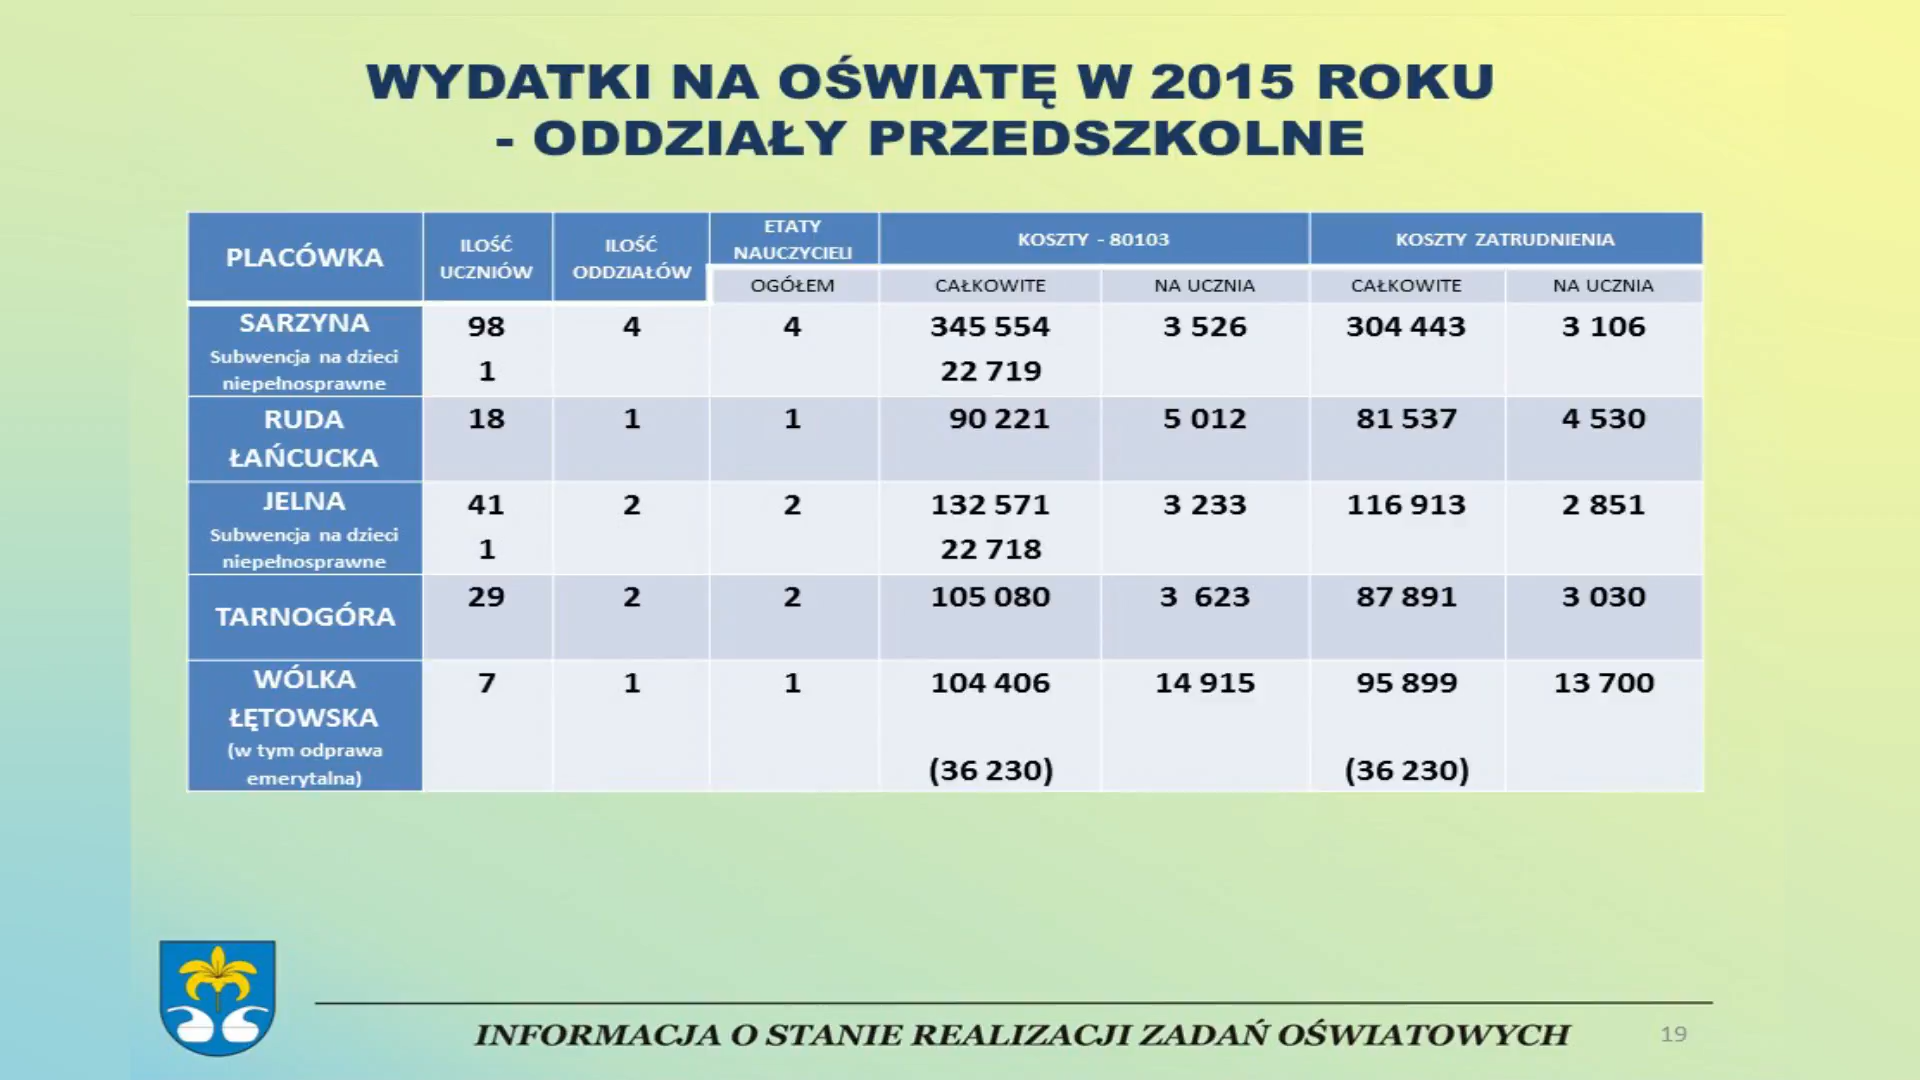 WYDATKI NA OŚWIATĘ W 2015 ROKU
- ODDZIAŁY PRZEDSZKOLNE
PLACÓWKA
ILOŚĆ UCZNIÓW
ILOŚĆ ODDZIAŁÓW
ETATY NAUCZYCIELI
KOSZTY - 80103
KOSZTY ZATRUDNIENIA
OGÓŁEM CAŁKOWITE NA UCZNIA CAŁKOWITE NA UCZNIA
SARZYNA 98 4 4 345 554 3 526 304 443 3 106
Subwencja na dzieci
niepełnosprawne 1 22 719
RUDA 18 1 1 90 221 5 012 81 537 4 530
ŁAŃCUCKA
JELNA 41 2 2 132 571 3 233 116 913 2 851
Subwencja na dzieci
niepełnosprawne 1 22 718
TARNOGÓRA 29 2 2 105 080 3 623 87 891 3 030
WÓLKA 7 1 1 104 406 14 915 95 899 13 700
ŁĘTOWSKA
(w tym odprawa
emerytalna) (36 230) (36 230)
INFORMACJA O STANIE REALIZACJI ZADAŃ OŚWIATOWYCH 19